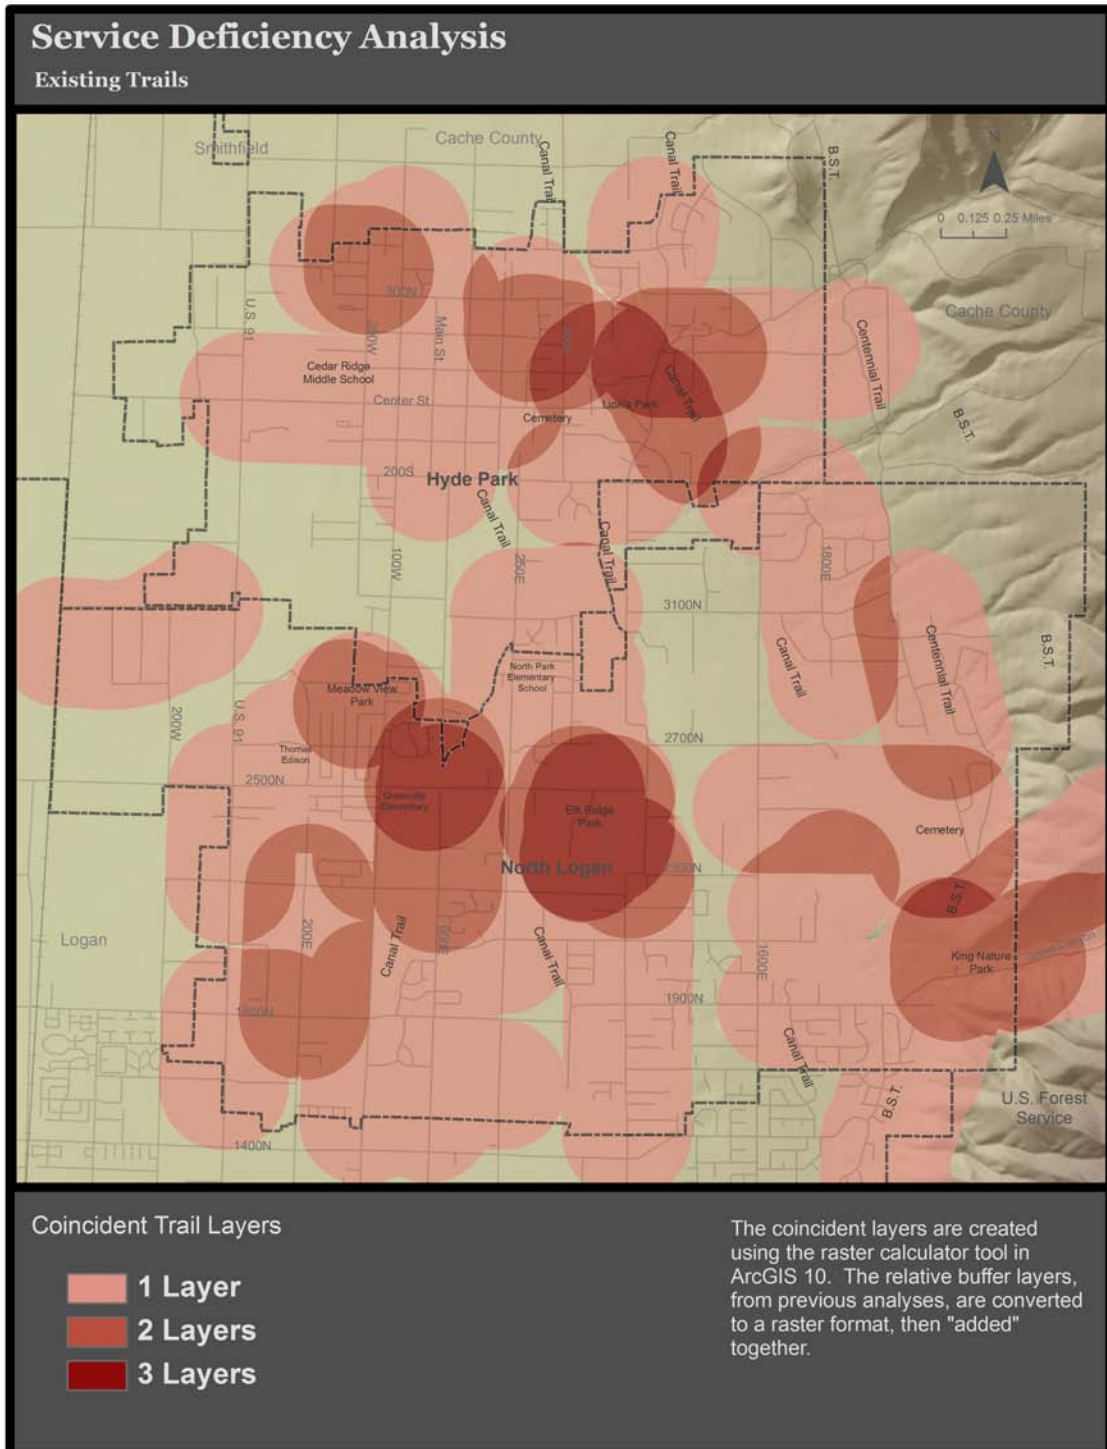 Service Deficiency Analysis
Existing Trails
Smithfield
Cache County
Canal Trail
Canal Trail
B.S.T.
0 0.125 0.25 Miles
U.S. 91
300N
Main St.
Cache County
Cedar Ridge
Middle School
Center St.
Cemetery
Lion's Park
Canal Trail
Centennial Trail
B.S.T.
200S
Hyde Park
Canal Trail
Canal Trail
100W
250E
1800E
3100N
Canal Trail
Centennial Trail
B.S.T.
North Park
Elementary
School
Meadow View
Park
200W
U.S. 91
Thomas
Edison
2700N
2500N
Greenville
Elementary
Elk Ridge
Park
Cemetery
North Logan
B.S.T.
Logan
200E
Canal Trail
Canal Trail
1600E
King Nature
Park
1900N
Canal Trail
B.S.T.
U.S. Forest
Service
1400N
Coincident Trail Layers
1 Layer
2 Layers
3 Layers
The coincident layers are created
using the raster calculator tool in
ArcGIS 10. The relative buffer layers,
from previous analyses, are converted
to a raster format, then "added"
together.